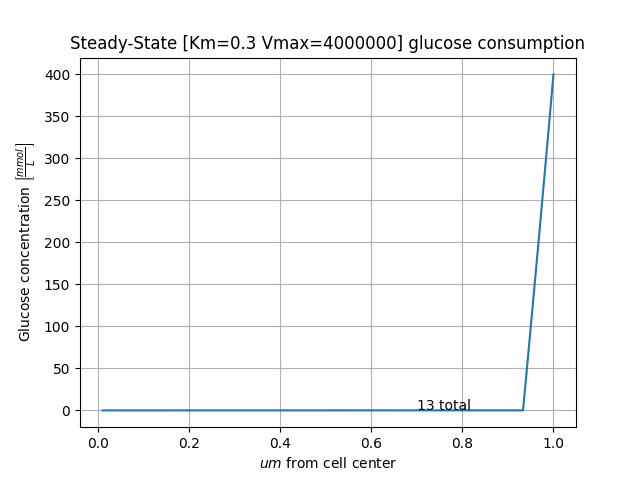 Steady-State [Km=0.3 Vmax=4000000] glucose consumption
Glucose concentration [mmol/L]
400
350
300
250
200
150
100
50
0
13 total
0.0 0.2 0.4 0.6 0.8 1.0
um from cell center